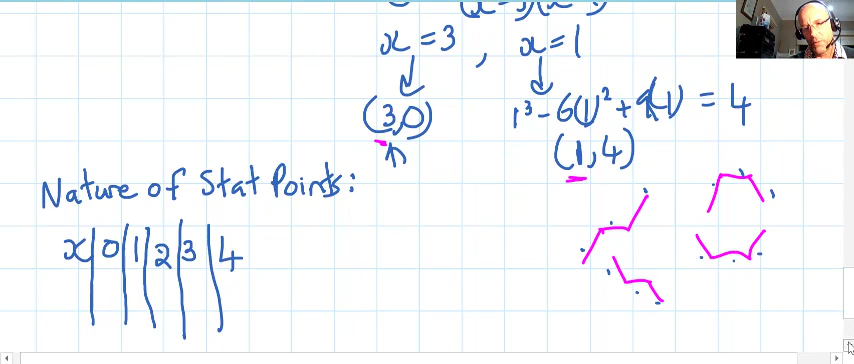 x = 3 , x = 1
(3,0)
1³ - 6(1)² + 9(1) = 4
(1,4)
Nature of Stat Points:
x 0 1 2 3 4